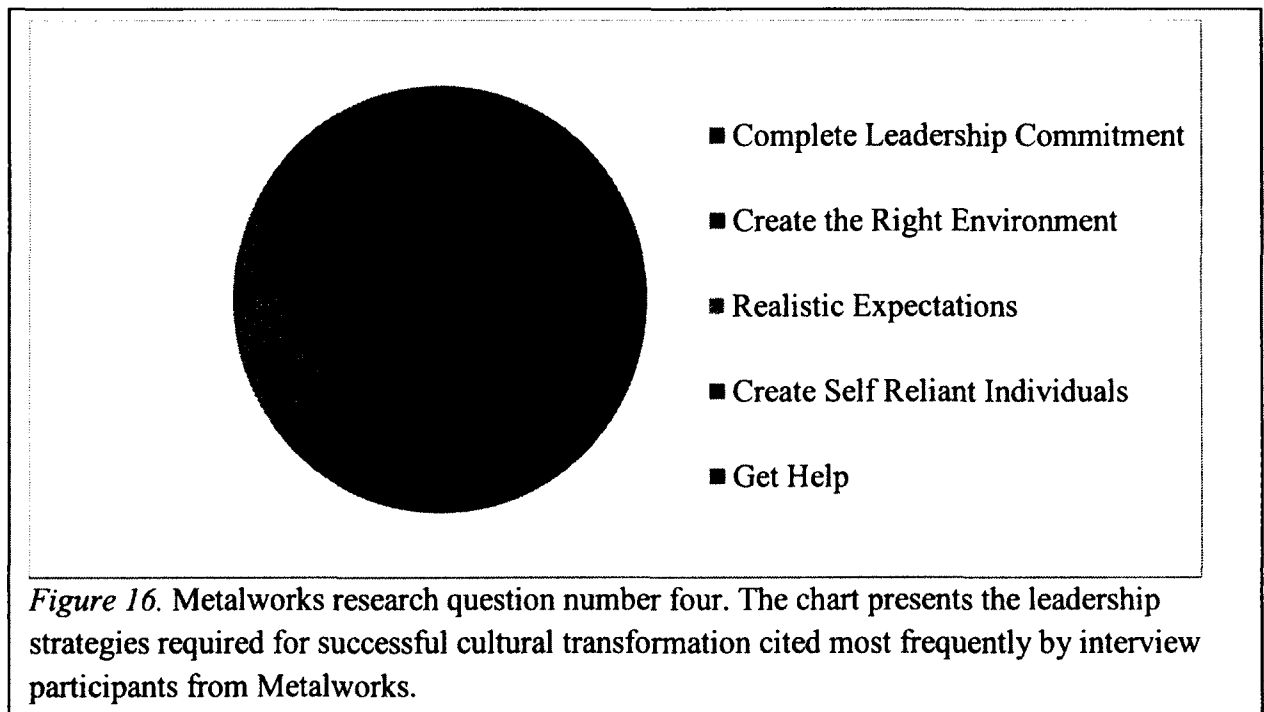 Complete Leadership Commitment
Create the Right Environment
Realistic Expectations
Create Self Reliant Individuals
Get Help
Figure 16. Metalworks research question number four. The chart presents the leadership
strategies required for successful cultural transformation cited most frequently by interview
participants from Metalworks.